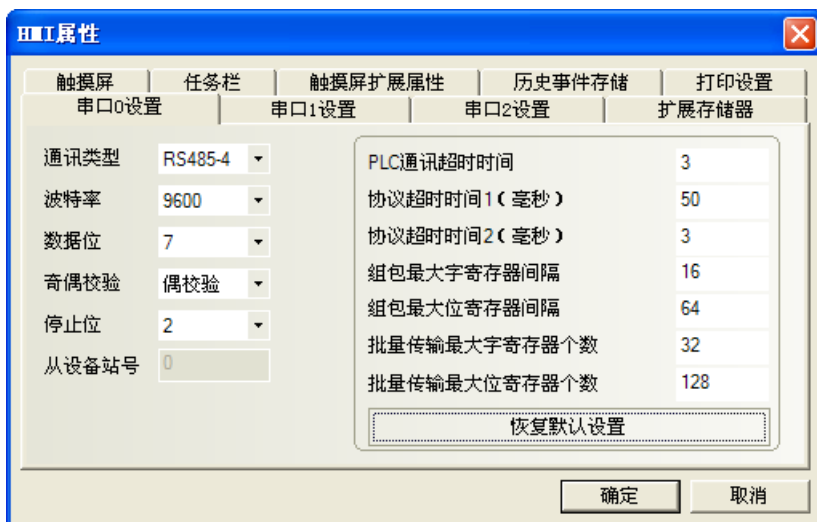 HMI属性
触摸屏 任务栏 触摸屏扩展属性 历史事件存储 打印设置
串口0设置 串口1设置 串口2设置 扩展存储器
通讯类型 RS485-4
波特率 9600
数据位 7
奇偶校验 偶校验
停止位 2
从设备站号 0
PLC通讯超时时间 3
协议超时时间1(毫秒) 50
协议超时时间2(毫秒) 3
组包最大字寄存器间隔 16
组包最大位寄存器间隔 64
批量传输最大字寄存器个数 32
批量传输最大位寄存器个数 128
恢复默认设置
确定 取消